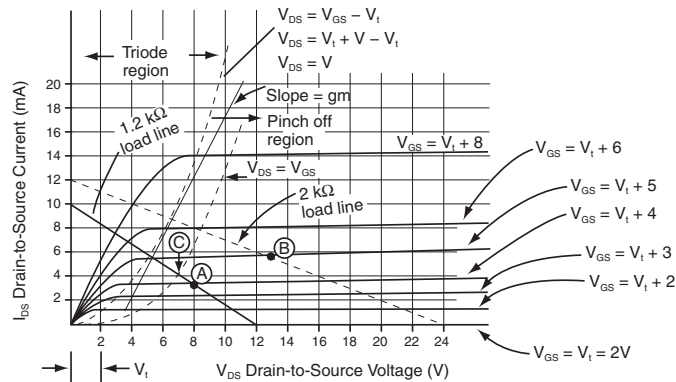 V_DS = V_GS – V_t
V_DS = V_t + V – V_t
V_DS = V
Triode
region
Slope = gm
Pinch off
region
1.2 kΩ
load line
V_GS = V_t + 8
V_GS = V_t + 6
V_DS = V_GS
V_GS = V_t + 5
2 kΩ
load line
V_GS = V_t + 4
V_GS = V_t + 3
V_GS = V_t + 2
V_GS = V_t = 2V
C
B
A
I_DS Drain-to-Source Current (mA)
20
18
16
14
12
10
8
6
4
2
2 4 6 8 10 12 14 16 18 20 22 24
V_t
V_DS Drain-to-Source Voltage (V)